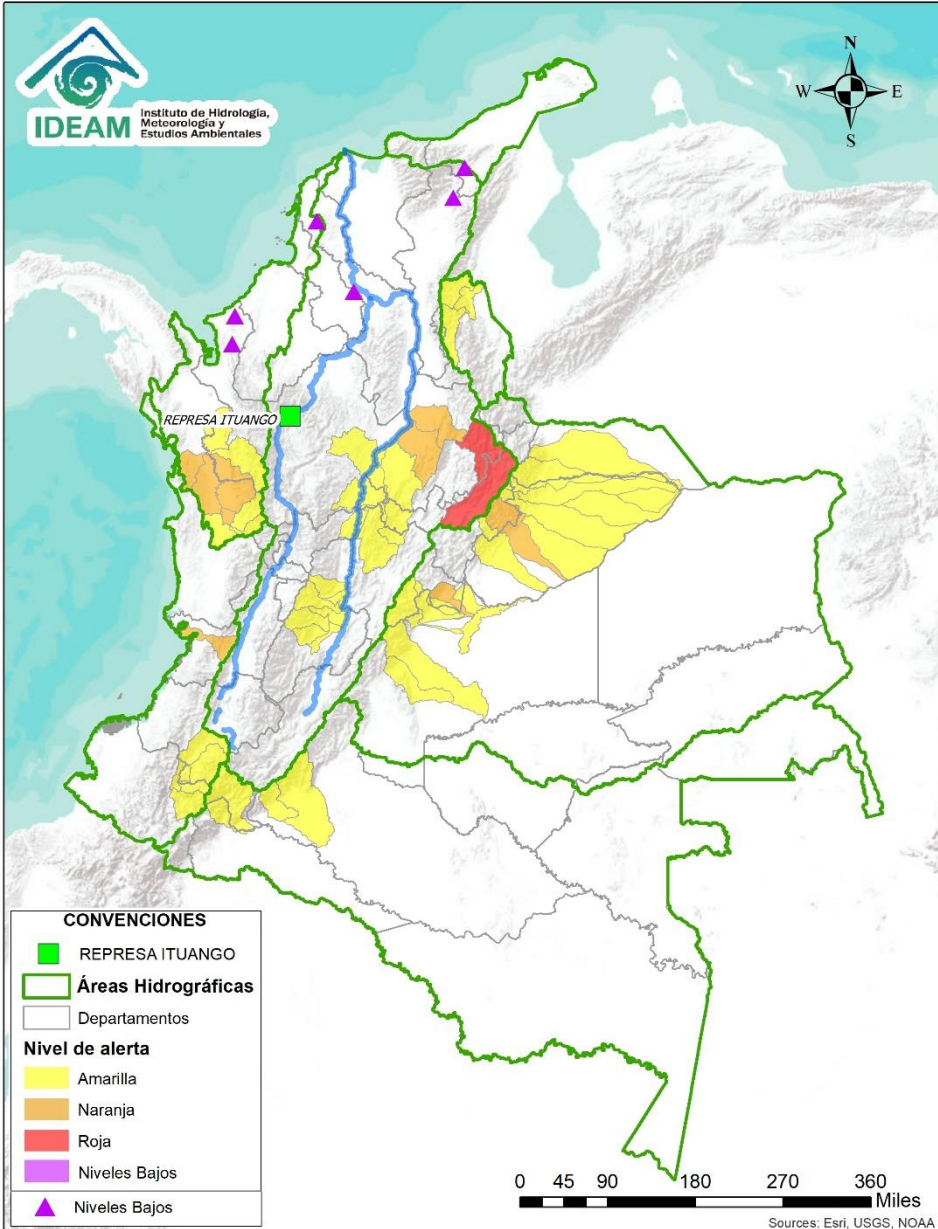 IDEAM
Instituto de Hidrología,
Meteorología y
Estudios Ambientales
N
W E
S
REPRESA ITUANGO
CONVENCIONES
REPRESA ITUANGO
Áreas Hidrográficas
Departamentos
Nivel de alerta
Amarilla
Naranja
Roja
Niveles Bajos
Niveles Bajos
0 45 90 180 270 360
Miles
Sources: Esri, USGS, NOAA